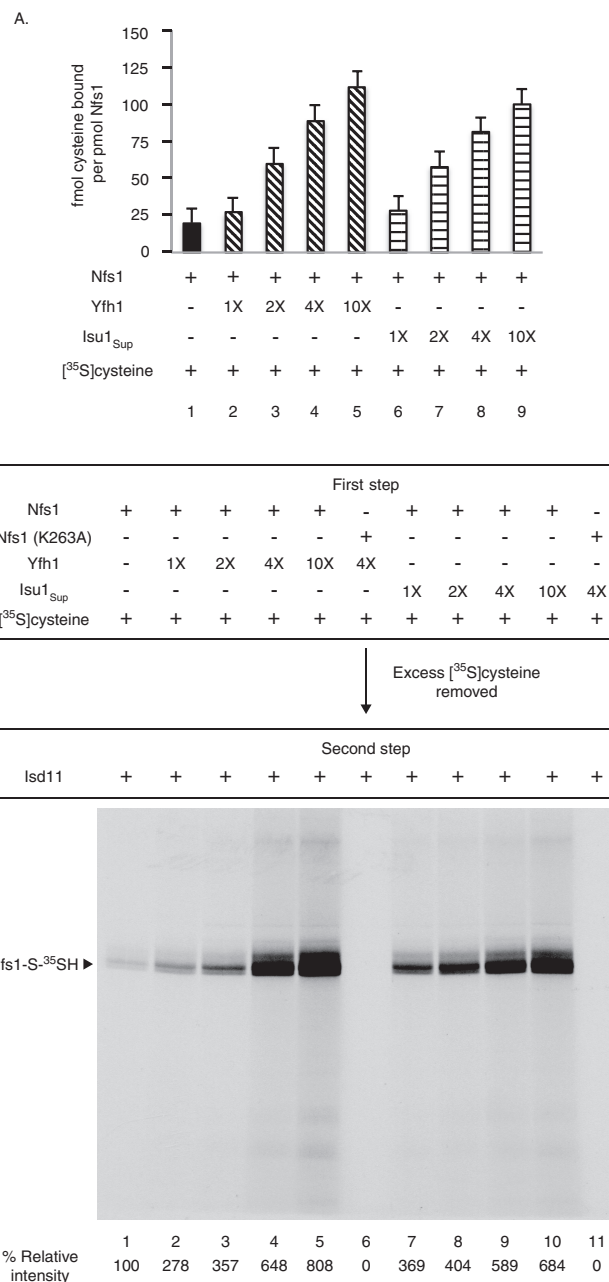 A.
fmol cysteine bound
per pmol Nfs1
150
125
100
75
50
25
0
Nfs1 + + + + + + + + +
Yfh1 - 1X 2X 4X 10X - - - -
Isu1Sup - - - - - 1X 2X 4X 10X
[35S]cysteine + + + + + + + + +
1 2 3 4 5 6 7 8 9
First step
Nfs1 + + + + + - + + + + -
Nfs1 (K263A) - - - - - + - - - - +
Yfh1 - 1X 2X 4X 10X 4X - - - - -
Isu1Sup - - - - - - 1X 2X 4X 10X 4X
[35S]cysteine + + + + + + + + + + +
Excess [35S]cysteine
removed
Second step
Isd11 + + + + + + + + + + +
fs1-S-35SH
1 2 3 4 5 6 7 8 9 10 11
% Relative
intensity 100 278 357 648 808 0 369 404 589 684 0